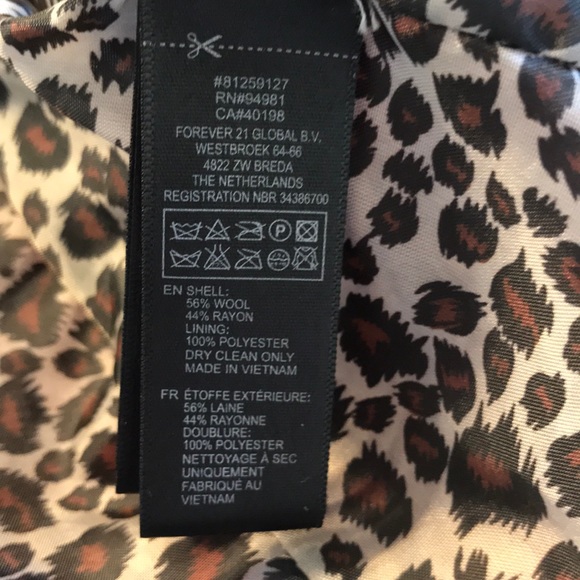 #81259127
RN#94981
CA#40198
FOREVER 21 GLOBAL B.V.
WESTBROEK 64-66
4822 ZW BREDA
THE NETHERLANDS
REGISTRATION NBR 34386700
P
EN SHELL:
56% WOOL
44% RAYON
LINING:
100% POLYESTER
DRY CLEAN ONLY
MADE IN VIETNAM
FR ÉTOFFE EXTÉRIEURE:
56% LAINE
44% RAYONNE
DOUBLURE:
100% POLYESTER
NETTOYAGE À SEC
UNIQUEMENT
FABRIQUÉ AU
VIETNAM